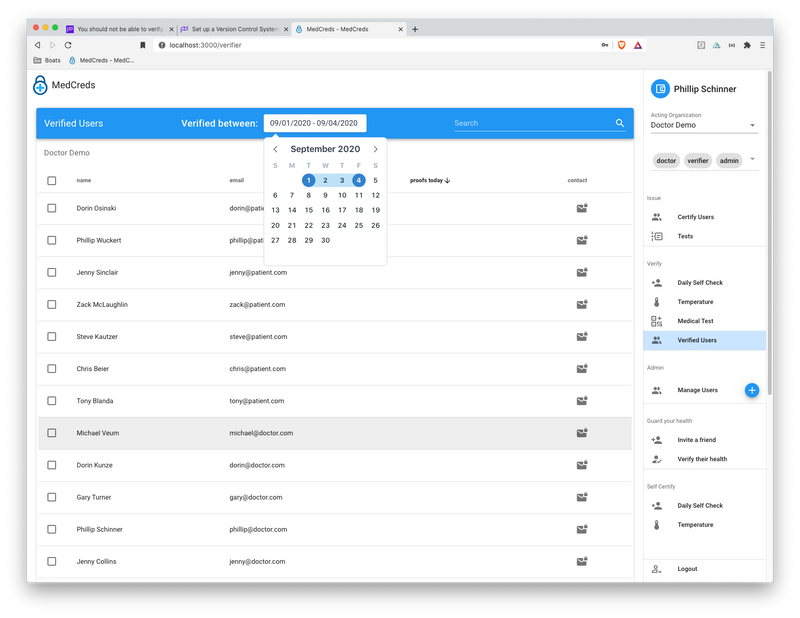 You should not be able to verify
Set up a Version Control System
MedCreds - MedCreds
localhost:3000/verifier
Boats
MedCreds - MedC...
MedCreds
Verified Users
Verified between:
09/01/2020 - 09/04/2020
Search
Doctor Demo
September 2020
S M T W T F S
1 2 3 4 5
6 7 8 9 10 11 12
13 14 15 16 17 18 19
20 21 22 23 24 25 26
27 28 29 30
name email proofs today contact
Dorin Osinski dorin@patie
Phillip Wuckert phillip@pati
Jenny Sinclair jenny@patient.com
Zack McLaughlin zack@patient.com
Steve Kautzer steve@patient.com
Chris Beier chris@patient.com
Tony Blanda tony@patient.com
Michael Veum michael@doctor.com
Dorin Kunze dorin@doctor.com
Gary Turner gary@doctor.com
Phillip Schinner phillip@doctor.com
Jenny Collins jenny@doctor.com
Phillip Schinner
Acting Organization
Doctor Demo
doctor verifier admin
Issue
Certify Users
Tests
Verify
Daily Self Check
Temperature
Medical Test
Verified Users
Admin
Manage Users
Guard your health
Invite a friend
Verify their health
Self Certify
Daily Self Check
Temperature
Logout